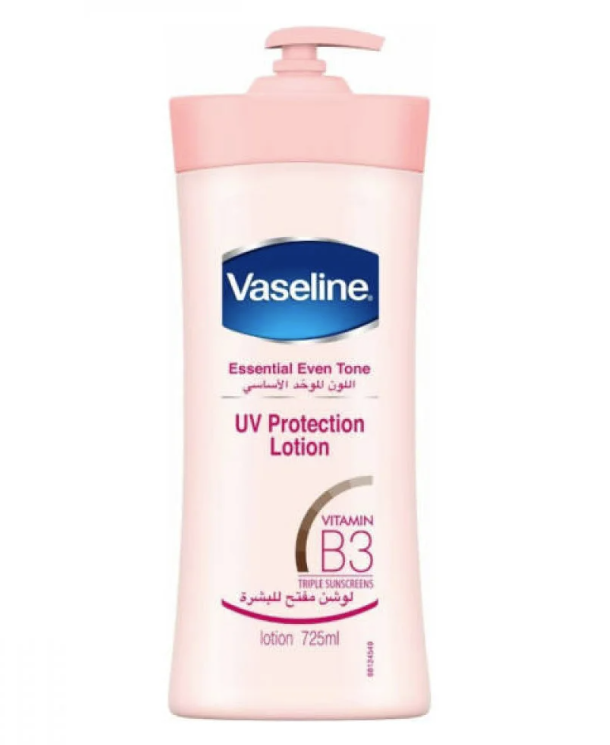 Vaseline
Essential Even Tone
اللون الموحّد الأساسي
UV Protection
Lotion
VITAMIN
B3
TRIPLE SUNSCREENS
لوشن مفتح للبشرة
lotion 725ml
68124549